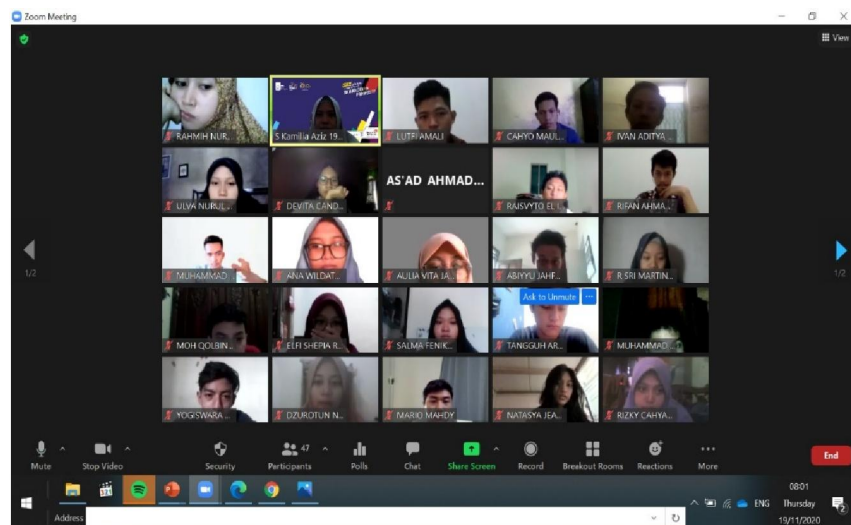 Zoom Meeting
View
RAHMIH NUR...
S Kamilia Aziz 19...
LUTFI AMALI
CAHYO MAUL...
IVAN ADITYA...
ULVA NURUL...
DEVITA CAND...
AS'AD AHMAD...
RAISVYTO EL I...
RIFAN AHMA...
MUHAMMAD ...
ANA WILDAT...
AULIA VITA JA...
ABIYYU JAHF...
R SRI MARTIN...
1/2
1/2
Ask to Unmute ...
MOH QOLBIN...
ELFI SHEPIA R...
SALMA FENIK...
TANGGUH AR...
MUHAMMAD ...
YOGISWARA ...
DZUROTUN N...
MARIO MAHDY
NATASYA JEA...
RIZKY CAHYA...
47
Mute
Stop Video
Security
Participants
Polls
Chat
Share Screen
Record
Breakout Rooms
Reactions
More
End
08:01
ENG
Thursday
Address
19/11/2020